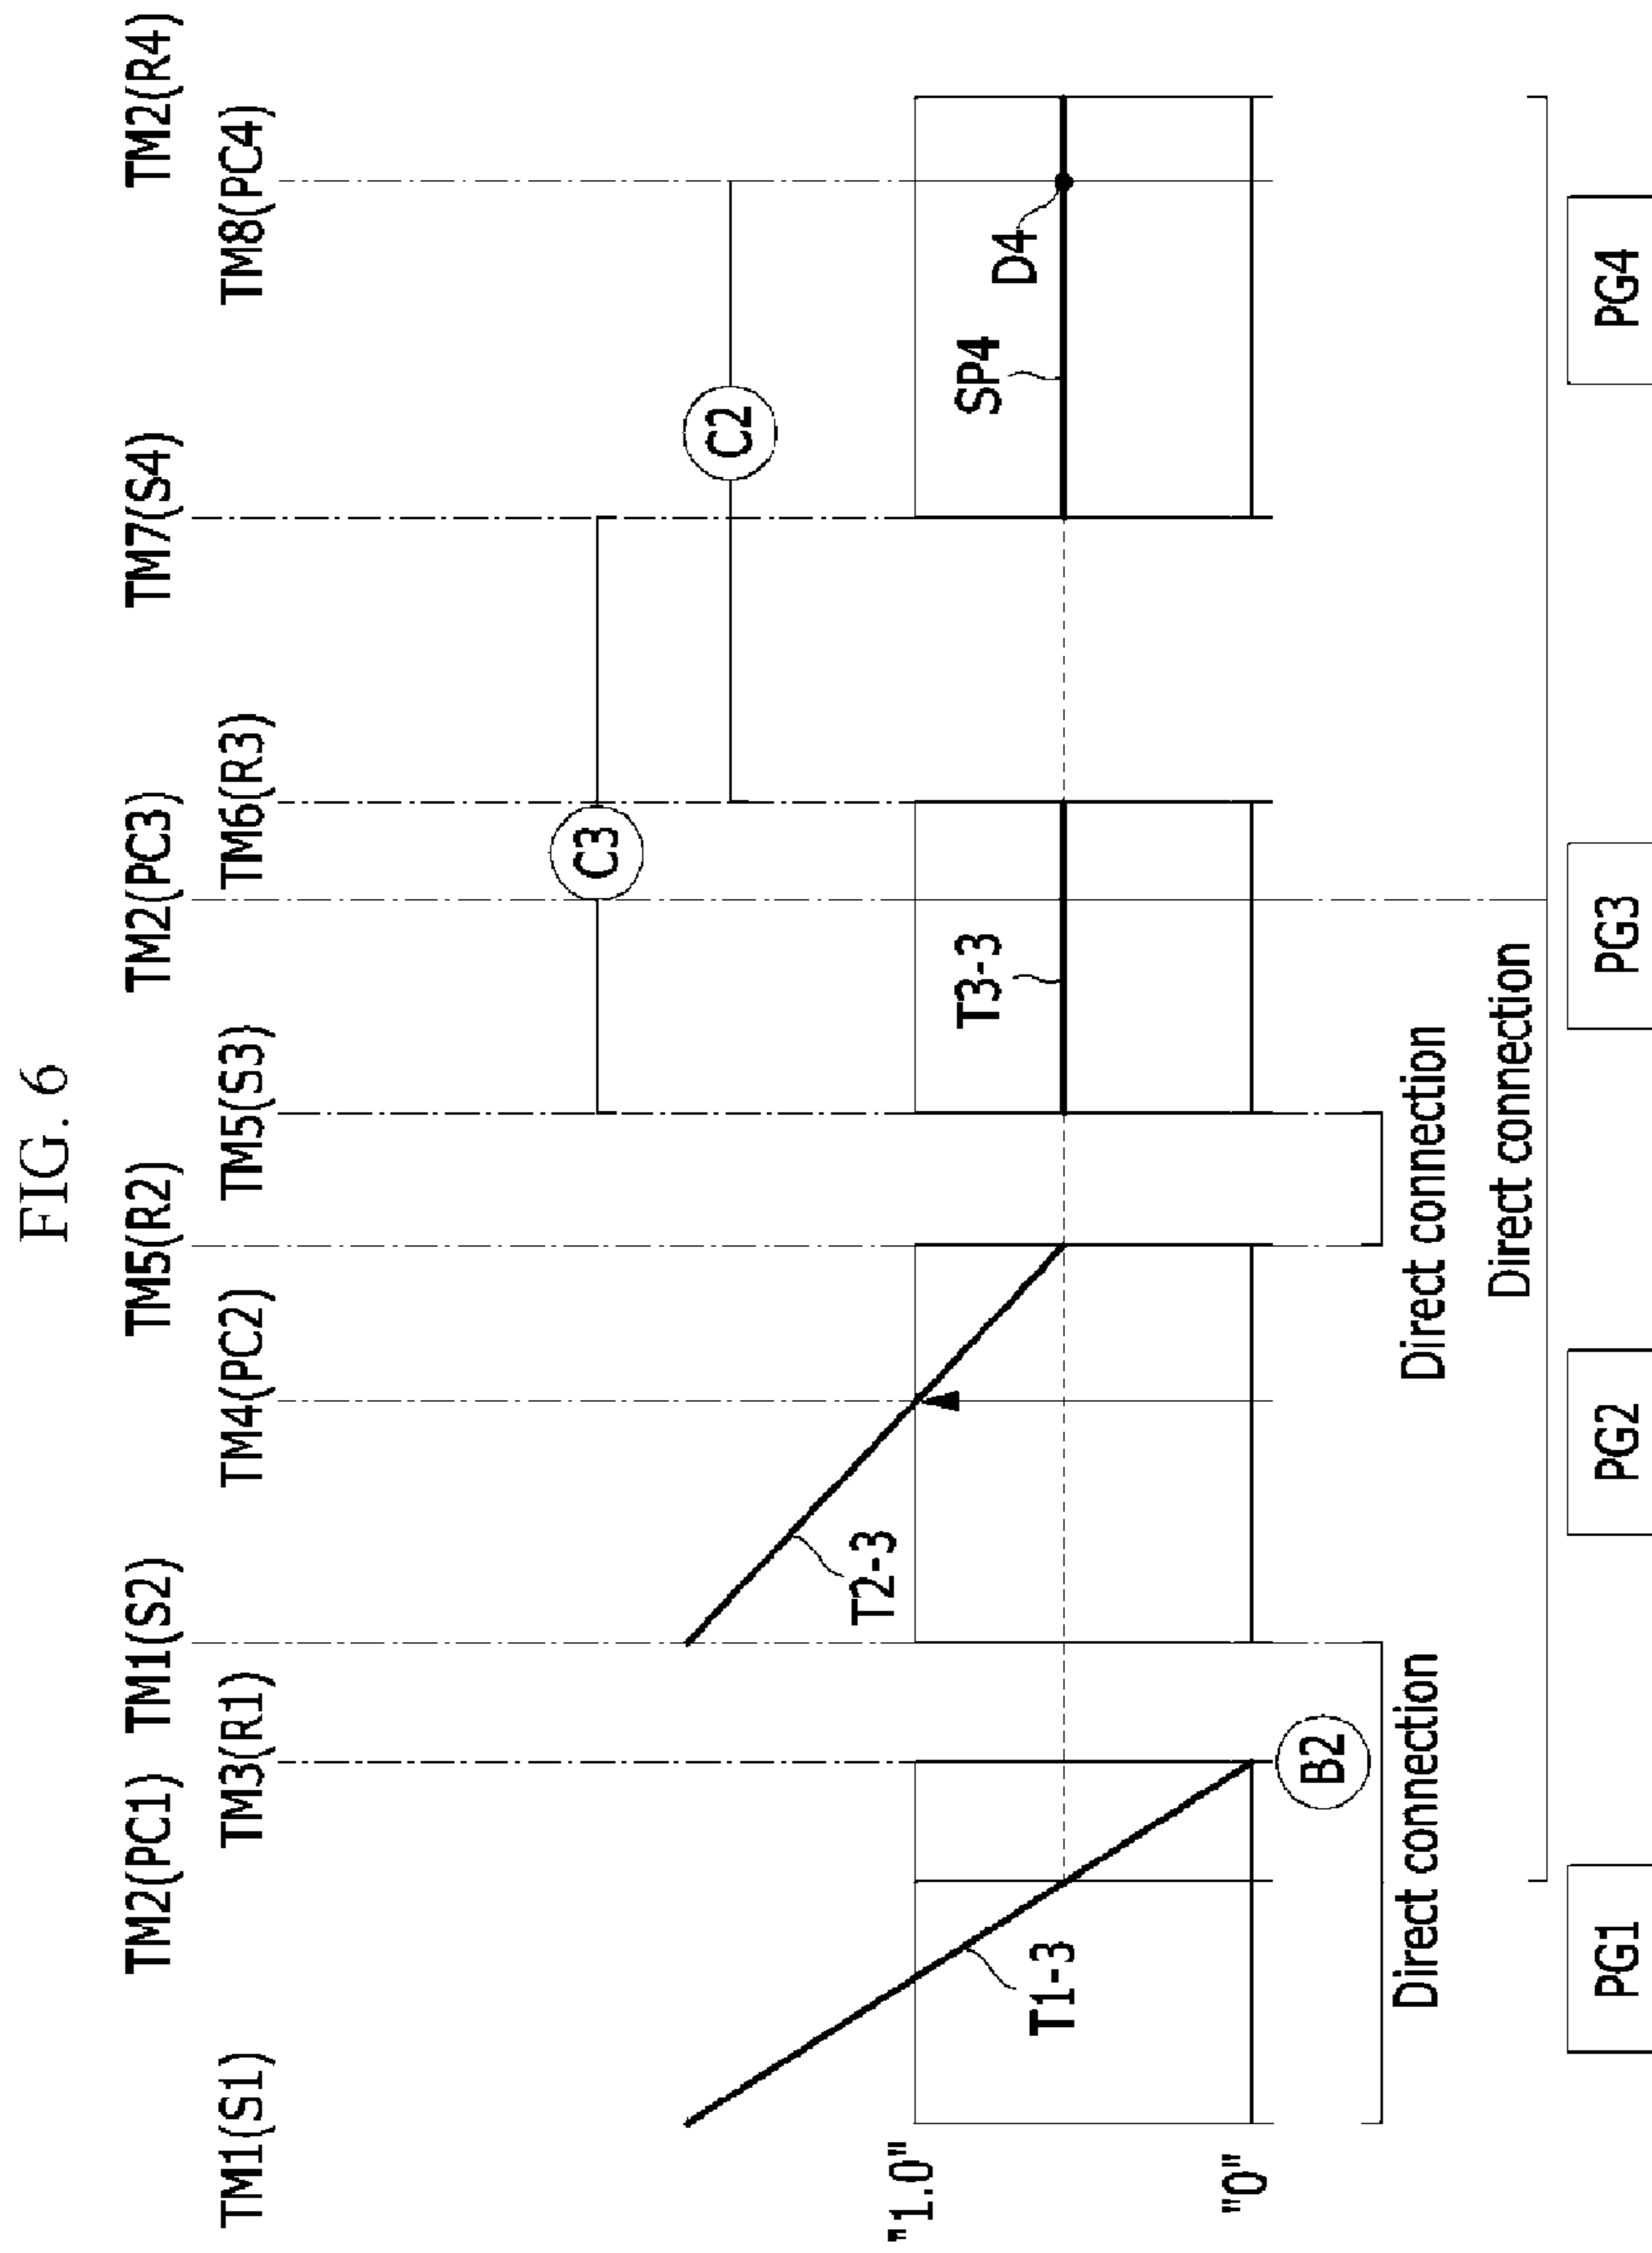 FIG. 6
TM2(PC1)
TM1(S2)
TM5(R2)
TM2(PC3)
TM7(S4)
TM2(R4)
TM1(S1)
TM3(R1)
TM4(PC2)
TM5(S3)
TM6(R3)
TM8(PC4)
C3
C2
"1.0"
T2-3
T3-3
SP4
D4
T1-3
"0"
B2
Direct connection
Direct connection
Direct connection
PG1
PG2
PG3
PG4